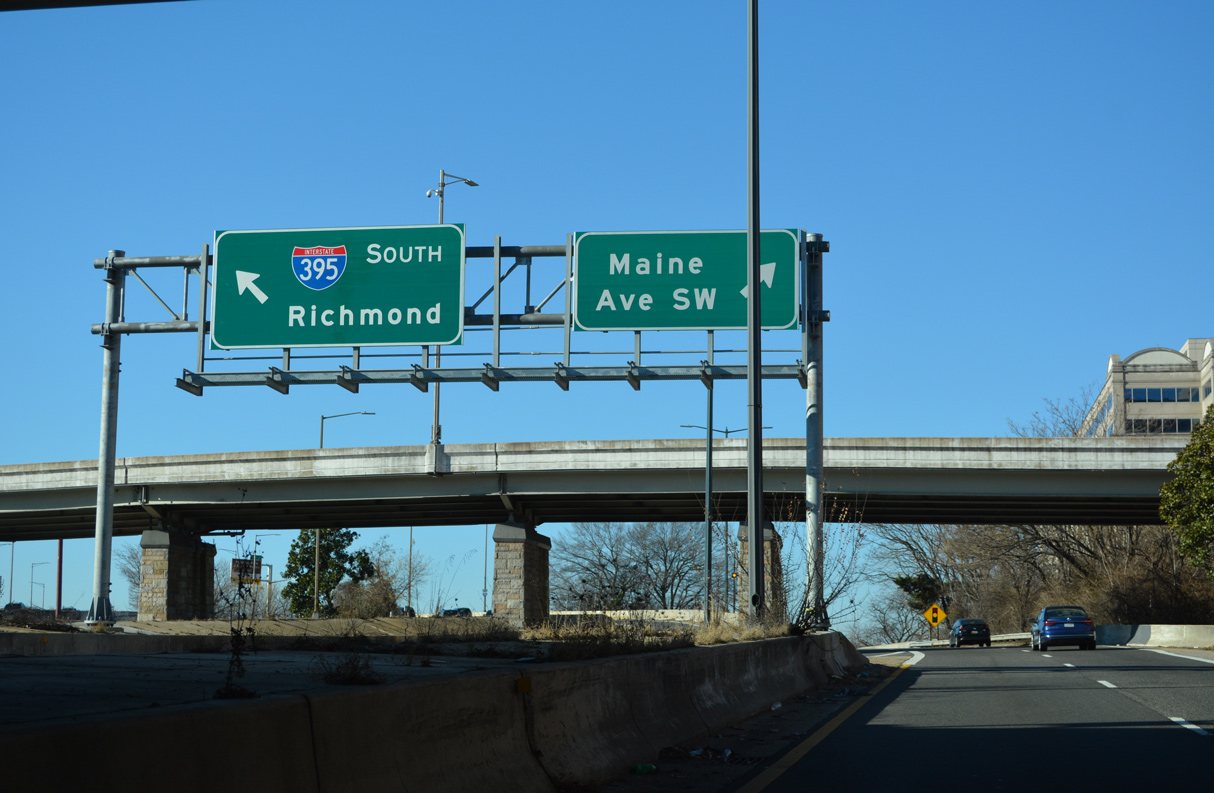 INTERSTATE
395 SOUTH
Richmond
Maine
Ave SW